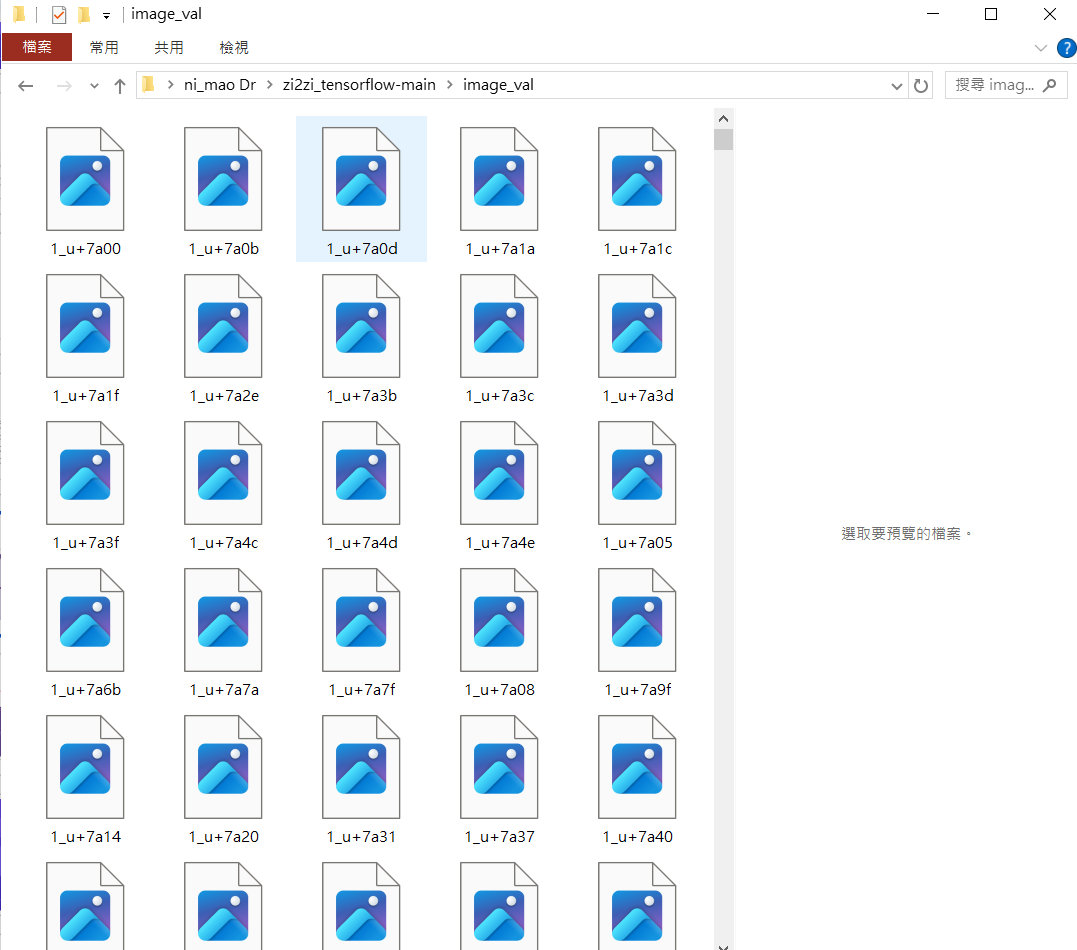 image_val
檔案 常用 共用 檢視
ni_mao Dr > zi2zi_tensorflow-main > image_val
搜尋 imag...
1_u+7a00 1_u+7a0b 1_u+7a0d 1_u+7a1a 1_u+7a1c
1_u+7a1f 1_u+7a2e 1_u+7a3b 1_u+7a3c 1_u+7a3d
1_u+7a3f 1_u+7a4c 1_u+7a4d 1_u+7a4e 1_u+7a05
選取要預覽的檔案。
1_u+7a6b 1_u+7a7a 1_u+7a7f 1_u+7a08 1_u+7a9f
1_u+7a14 1_u+7a20 1_u+7a31 1_u+7a37 1_u+7a40